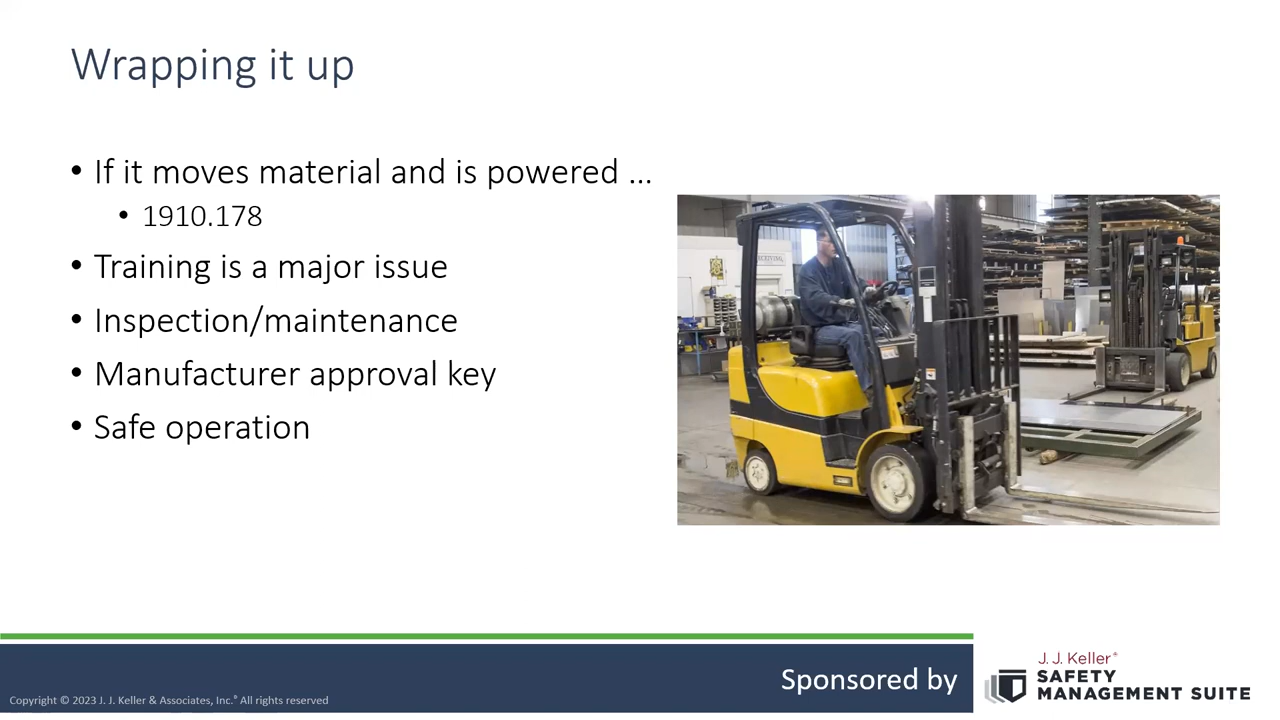 Wrapping it up
• If it moves material and is powered …
• 1910.178
• Training is a major issue
• Inspection/maintenance
• Manufacturer approval key
• Safe operation
Sponsored by
J. J. Keller®
SAFETY
MANAGEMENT SUITE
Copyright © 2023 J. J. Keller & Associates, Inc.® All rights reserved